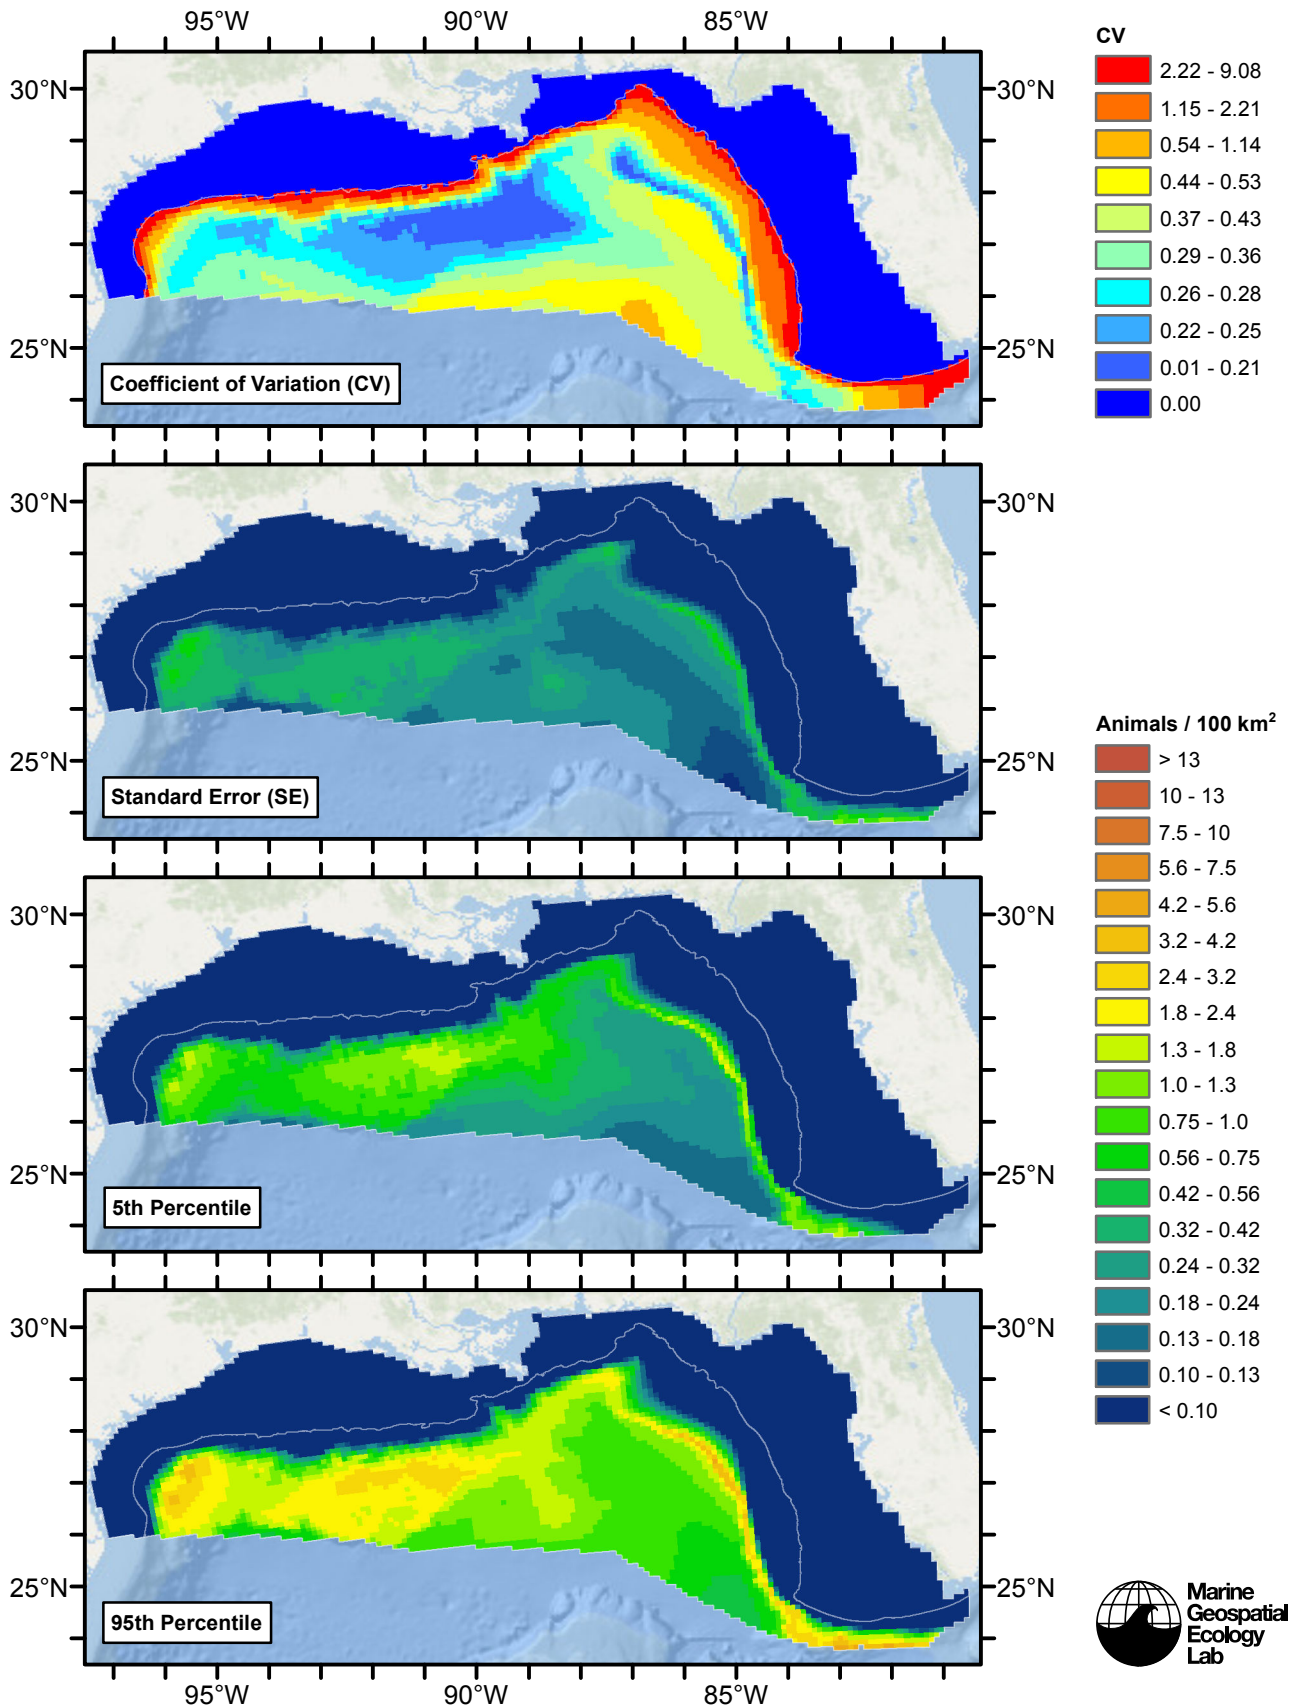 95°W 90°W 85°W
30°N 30°N
25°N 25°N
Coefficient of Variation (CV)
CV
2.22 - 9.08
1.15 - 2.21
0.54 - 1.14
0.44 - 0.53
0.37 - 0.43
0.29 - 0.36
0.26 - 0.28
0.22 - 0.25
0.01 - 0.21
0.00
30°N 30°N
25°N 25°N
Standard Error (SE)
30°N 30°N
25°N 25°N
5th Percentile
Animals / 100 km²
> 13
10 - 13
7.5 - 10
5.6 - 7.5
4.2 - 5.6
3.2 - 4.2
2.4 - 3.2
1.8 - 2.4
1.3 - 1.8
1.0 - 1.3
0.75 - 1.0
0.56 - 0.75
0.42 - 0.56
0.32 - 0.42
0.24 - 0.32
0.18 - 0.24
0.13 - 0.18
0.10 - 0.13
< 0.10
30°N 30°N
25°N 25°N
95th Percentile
95°W 90°W 85°W
Marine
Geospatial
Ecology
Lab